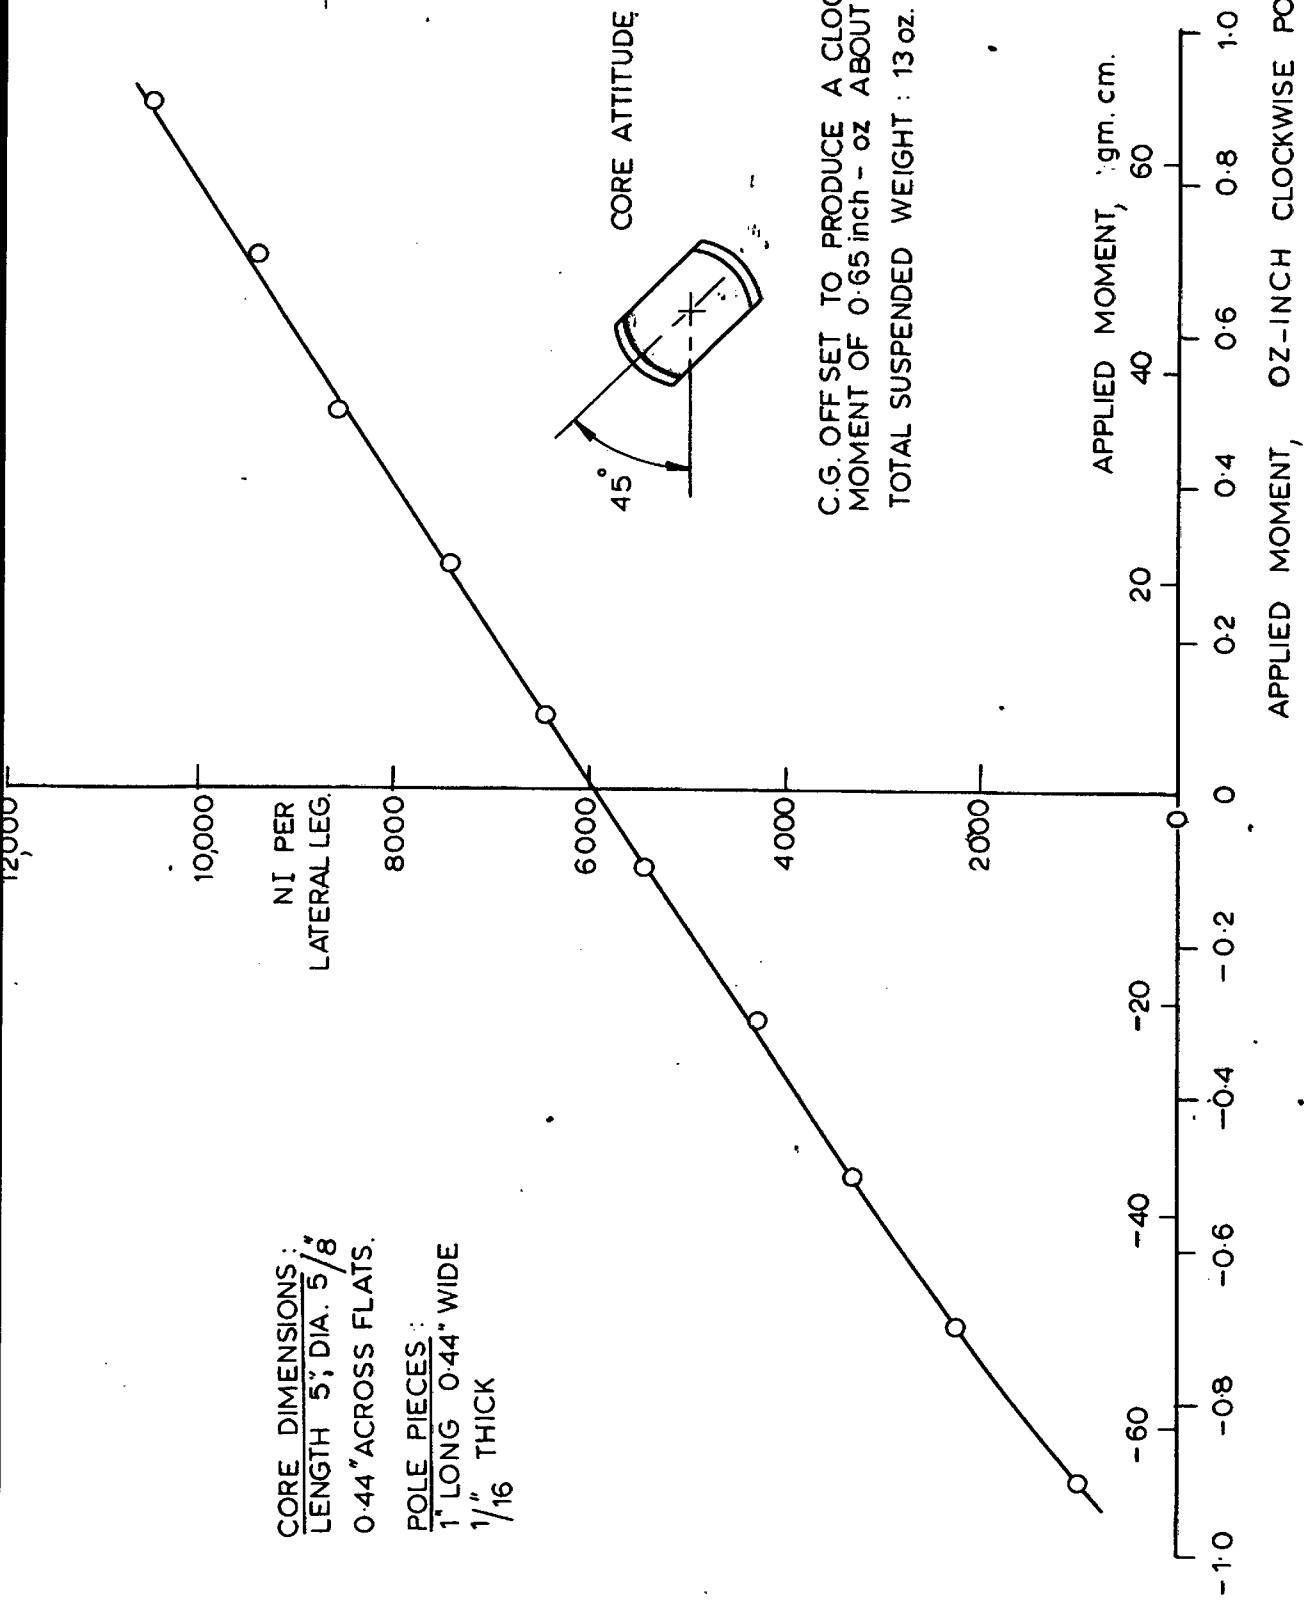 12,000
10,000
NI PER
LATERAL LEG.
8000
6000
4000
2000
0
CORE DIMENSIONS :
LENGTH 5", DIA. 5/8"
0·44" ACROSS FLATS.
POLE PIECES :
1" LONG 0·44" WIDE
1/16" THICK
45°
CORE ATTITUDE
C.G. OFFSET TO PRODUCE A CLOC
MOMENT OF 0·65 inch – oz ABOUT
TOTAL SUSPENDED WEIGHT : 13 oz.
APPLIED MOMENT, gm. cm.
-60 -40 -20 20 40 60
-1·0 -0·8 -0·6 -0·4 -0·2 0 0·2 0·4 0·6 0·8 1·0
APPLIED MOMENT, OZ-INCH CLOCKWISE PO